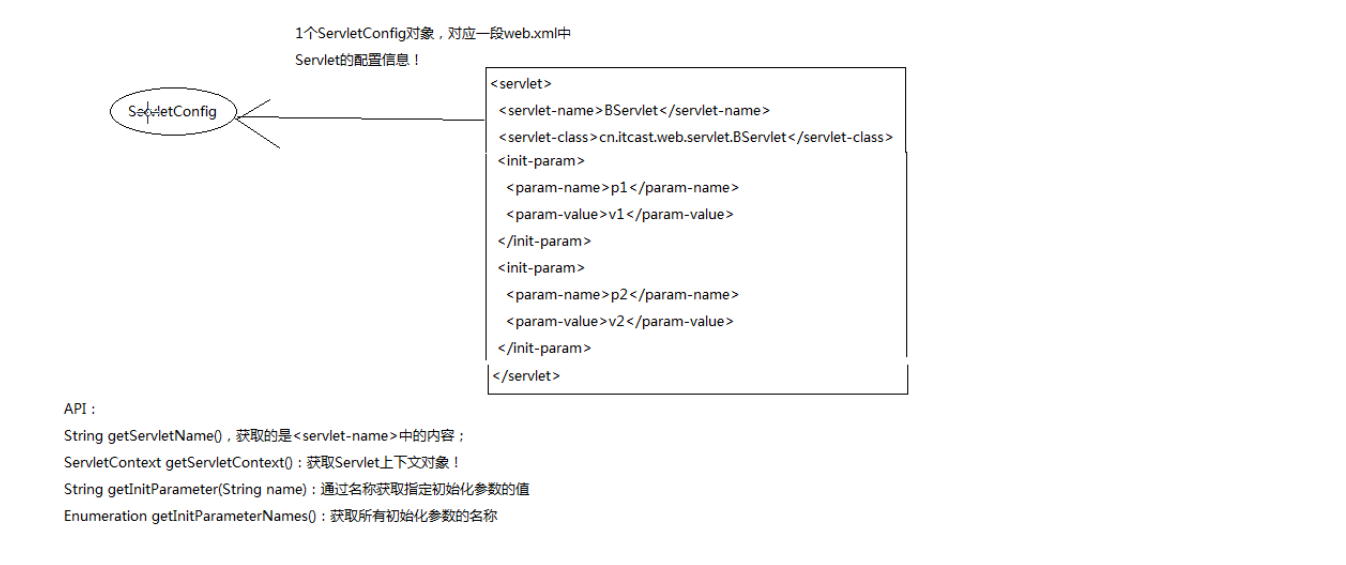 1个ServletConfig对象，对应一段web.xml中
Servlet的配置信息！
ServletConfig
<servlet>
<servlet-name>BServlet</servlet-name>
<servlet-class>cn.itcast.web.servlet.BServlet</servlet-class>
<init-param>
<param-name>p1</param-name>
<param-value>v1</param-value>
</init-param>
<init-param>
<param-name>p2</param-name>
<param-value>v2</param-value>
</init-param>
</servlet>
API：
String getServletName()，获取的是<servlet-name>中的内容；
ServletContext getServletContext()：获取Servlet上下文对象！
String getInitParameter(String name)：通过名称获取指定初始化参数的值
Enumeration getInitParameterNames()：获取所有初始化参数的名称